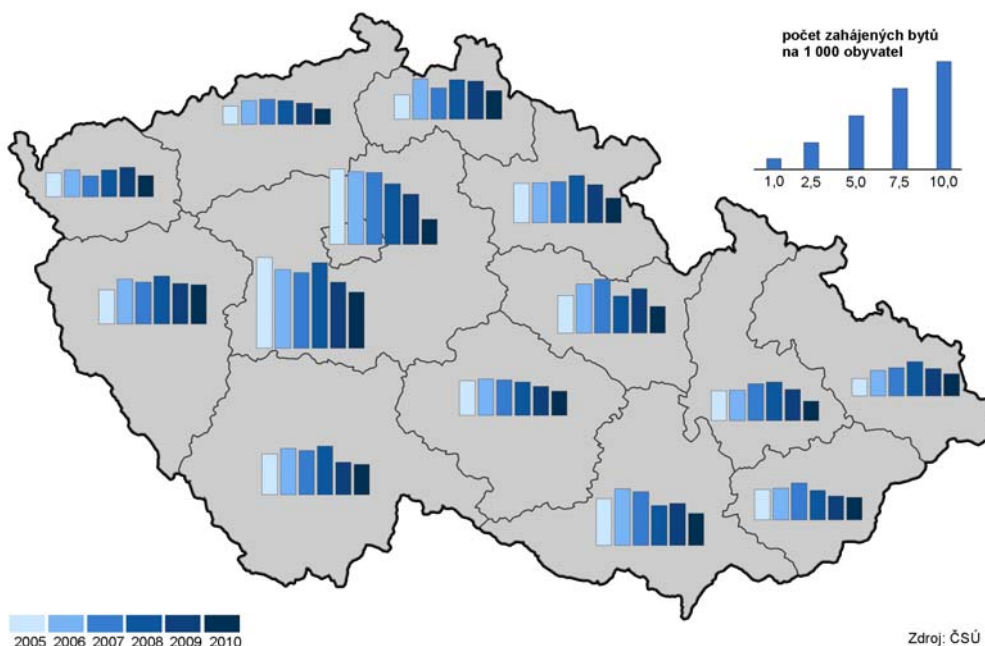 počet zahájených bytů
na 1 000 obyvatel
1,0 2,5 5,0 7,5 10,0
2005 2006 2007 2008 2009 2010
Zdroj: ČSÚ